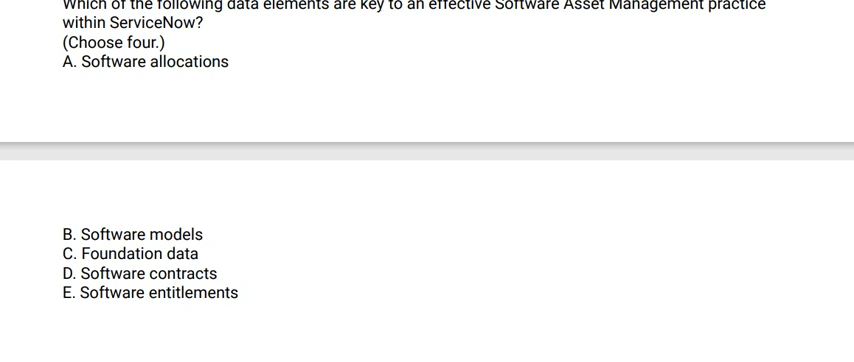 Which of the following data elements are key to an effective Software Asset Management practice
within ServiceNow?
(Choose four.)
A. Software allocations
B. Software models
C. Foundation data
D. Software contracts
E. Software entitlements